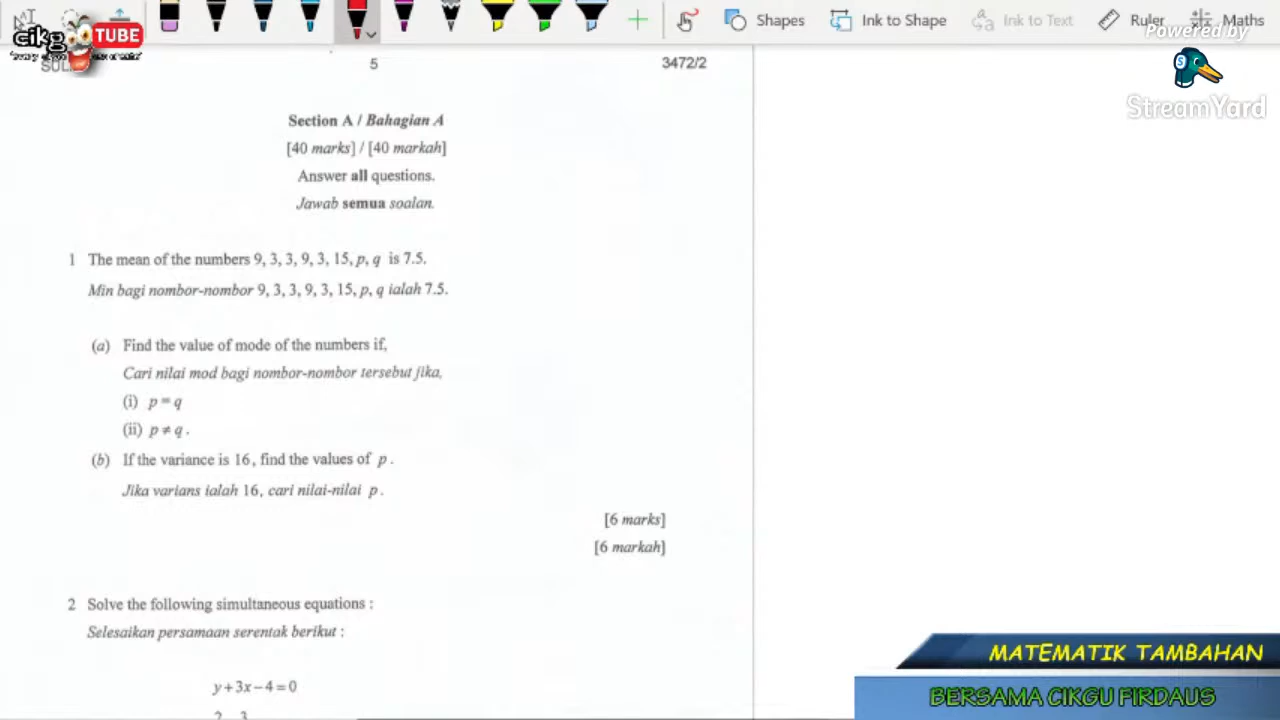 Shapes
Ink to Shape
Ink to Text
Ruler
Maths
cikg TUBE
Powered by
StreamYard
5
3472/2
Section A / Bahagian A
[40 marks] / [40 markah]
Answer all questions.
Jawab semua soalan.
1 The mean of the numbers 9, 3, 3, 9, 3, 15, p, q is 7.5.
Min bagi nombor-nombor 9, 3, 3, 9, 3, 15, p, q ialah 7.5.
(a) Find the value of mode of the numbers if,
Cari nilai mod bagi nombor-nombor tersebut jika,
(i) p = q
(ii) p ≠ q .
(b) If the variance is 16, find the values of p .
Jika varians ialah 16, cari nilai-nilai p .
[6 marks]
[6 markah]
2 Solve the following simultaneous equations :
Selesaikan persamaan serentak berikut :
y + 3x − 4 = 0
MATEMATIK TAMBAHAN
BERSAMA CIKGU FIRDAUS